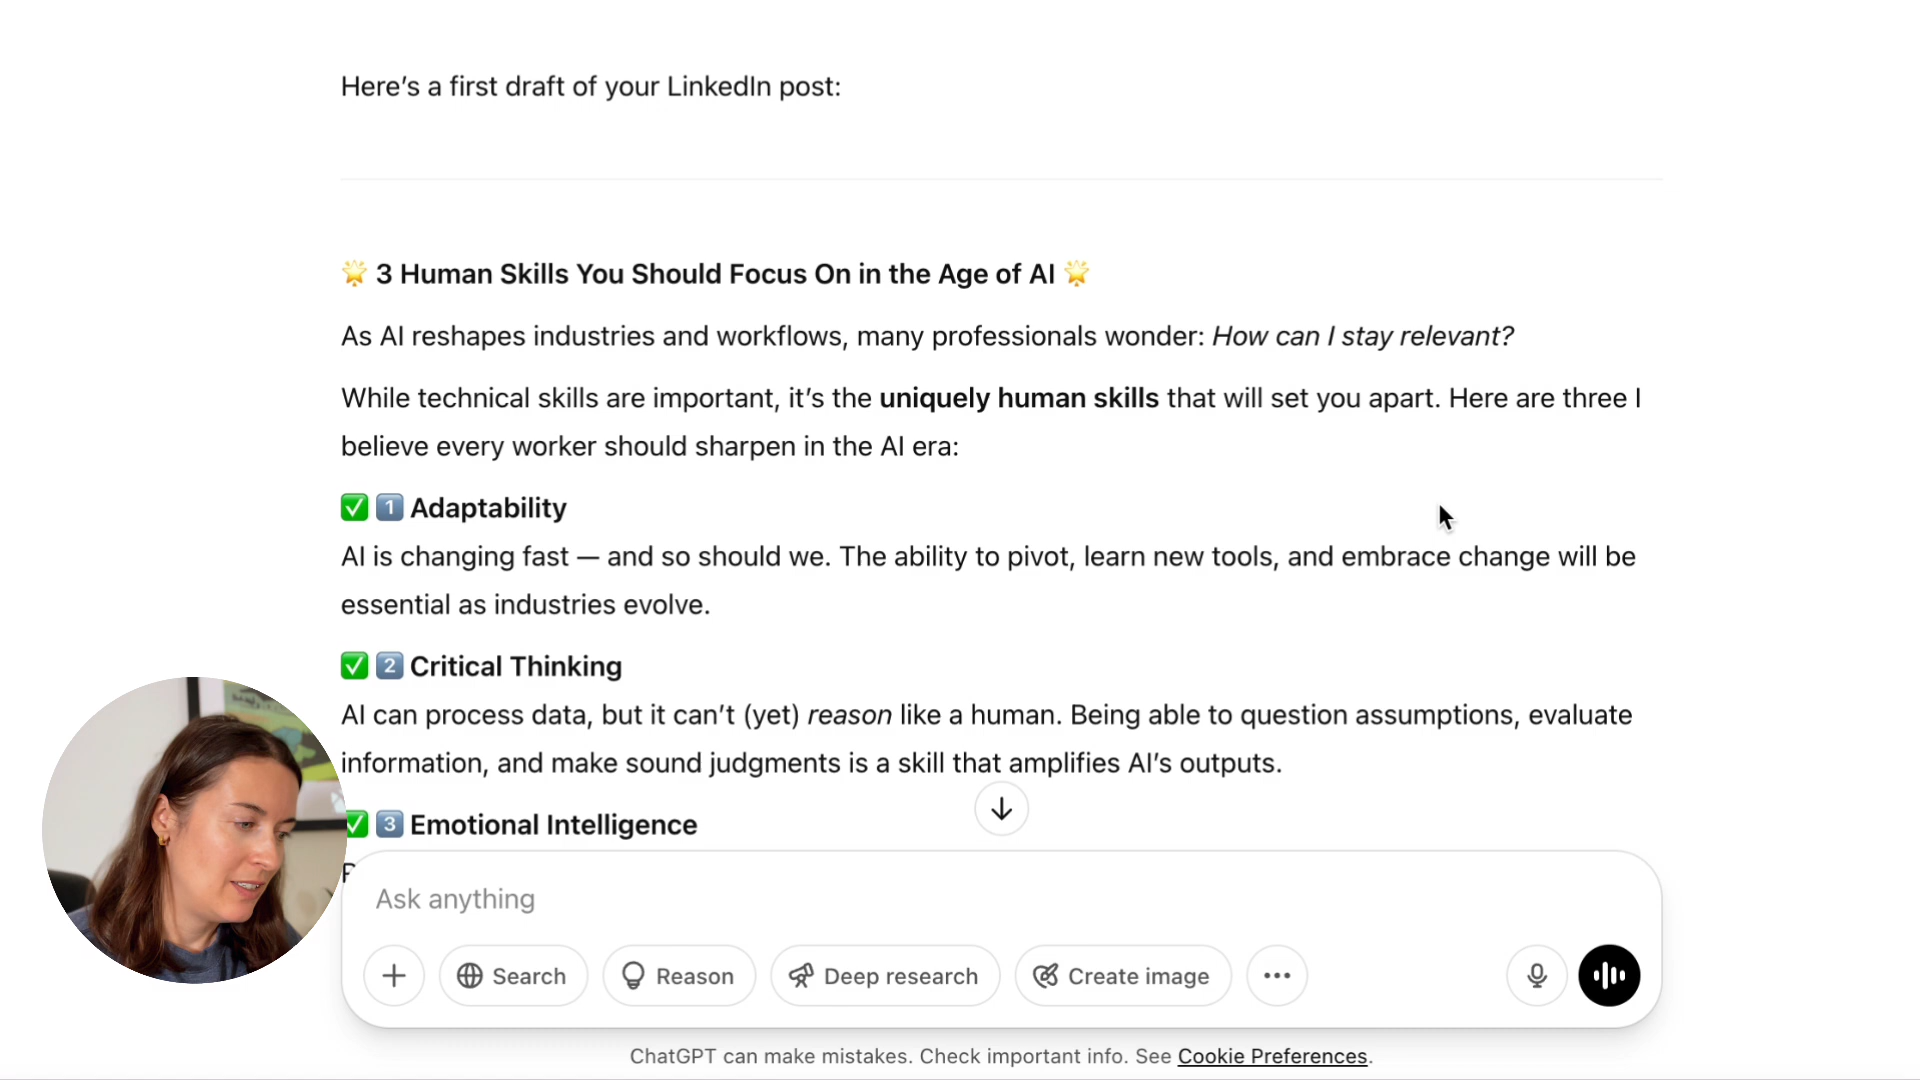 Here’s a first draft of your LinkedIn post:
🌟 3 Human Skills You Should Focus On in the Age of AI 🌟
As AI reshapes industries and workflows, many professionals wonder: How can I stay relevant?
While technical skills are important, it’s the uniquely human skills that will set you apart. Here are three I
believe every worker should sharpen in the AI era:
✅ 1️⃣ Adaptability
AI is changing fast — and so should we. The ability to pivot, learn new tools, and embrace change will be
essential as industries evolve.
✅ 2️⃣ Critical Thinking
AI can process data, but it can’t (yet) reason like a human. Being able to question assumptions, evaluate
information, and make sound judgments is a skill that amplifies AI’s outputs.
✅ 3️⃣ Emotional Intelligence
Ask anything
Search
Reason
Deep research
Create image
ChatGPT can make mistakes. Check important info. See Cookie Preferences.